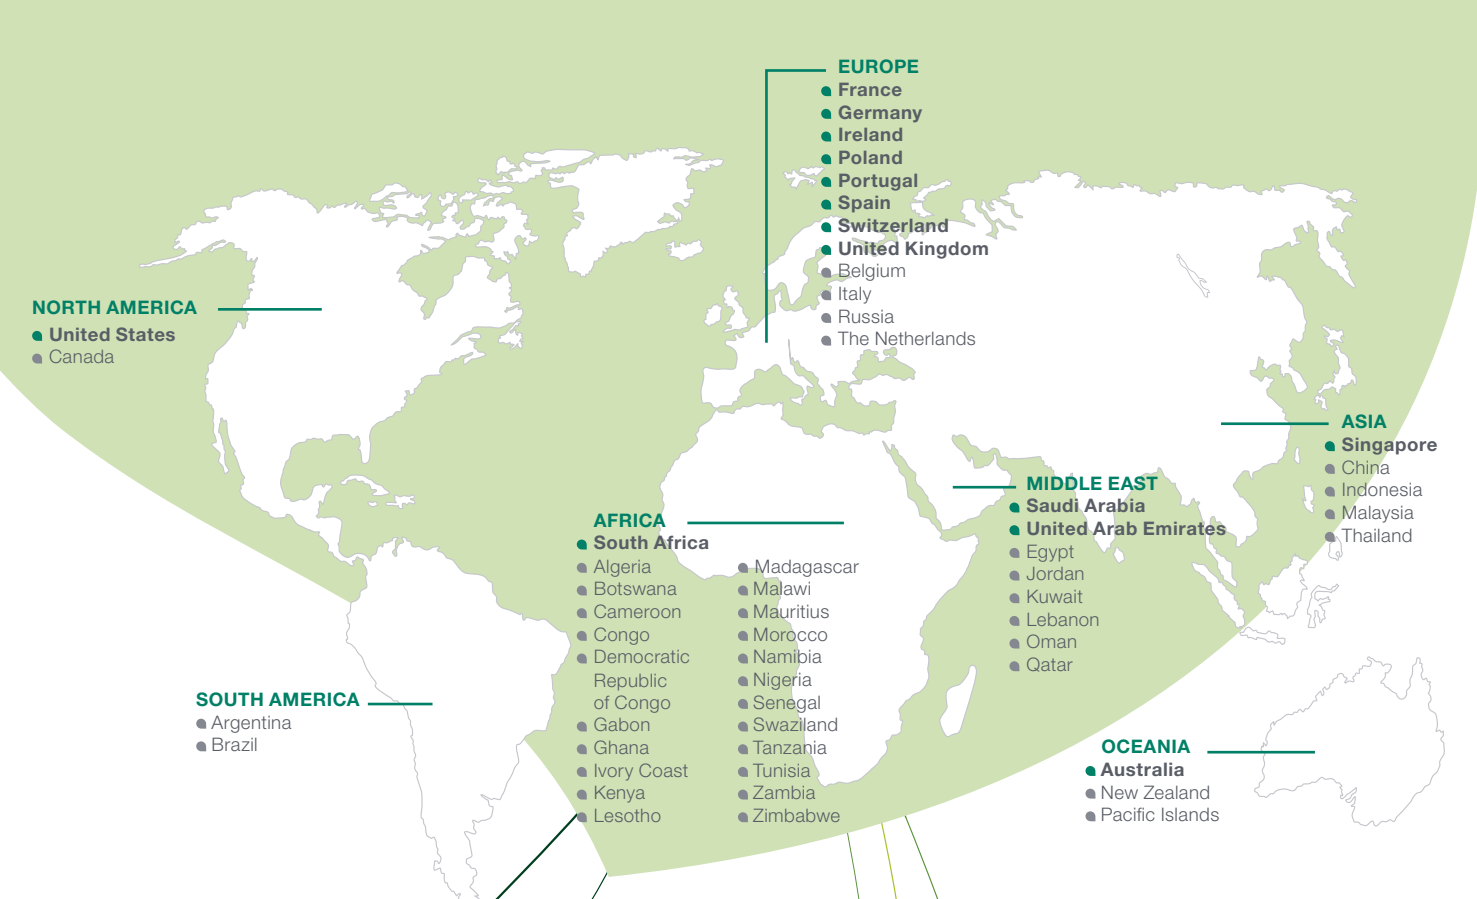 EUROPE
France
Germany
Ireland
Poland
Portugal
Spain
Switzerland
United Kingdom
Belgium
Italy
Russia
The Netherlands
NORTH AMERICA
United States
Canada
ASIA
Singapore
China
Indonesia
Malaysia
Thailand
MIDDLE EAST
Saudi Arabia
United Arab Emirates
Egypt
Jordan
Kuwait
Lebanon
Oman
Qatar
AFRICA
South Africa
Algeria
Botswana
Cameroon
Congo
Democratic
Republic
of Congo
Gabon
Ghana
Ivory Coast
Kenya
Lesotho
Madagascar
Malawi
Mauritius
Morocco
Namibia
Nigeria
Senegal
Swaziland
Tanzania
Tunisia
Zambia
Zimbabwe
SOUTH AMERICA
Argentina
Brazil
OCEANIA
Australia
New Zealand
Pacific Islands